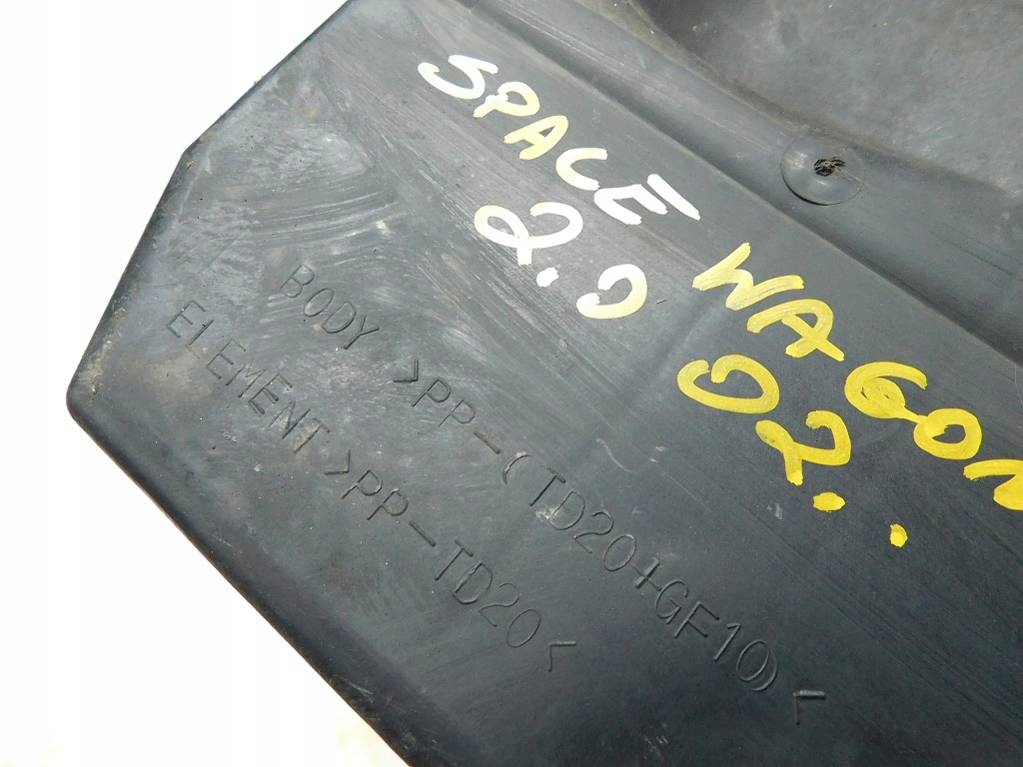 SPACE WAGON
2.0 02..
BODY >PP-(TD20+GF10)<
ELEMENT >PP-TD20<